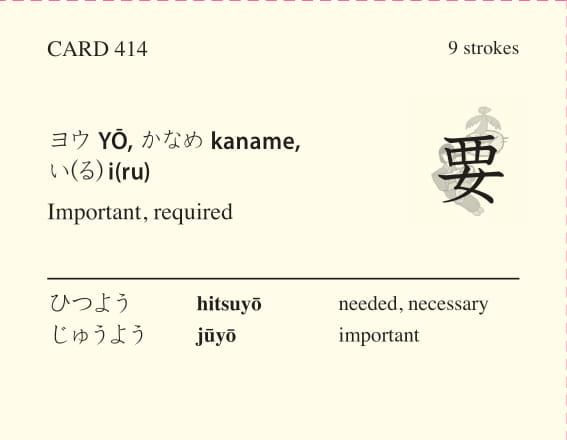 CARD 414 9 strokes
ヨウ YŌ, かなめ kaname,
い(る) i(ru)
要
Important, required
ひつよう hitsuyō needed, necessary
じゅうよう jūyō important